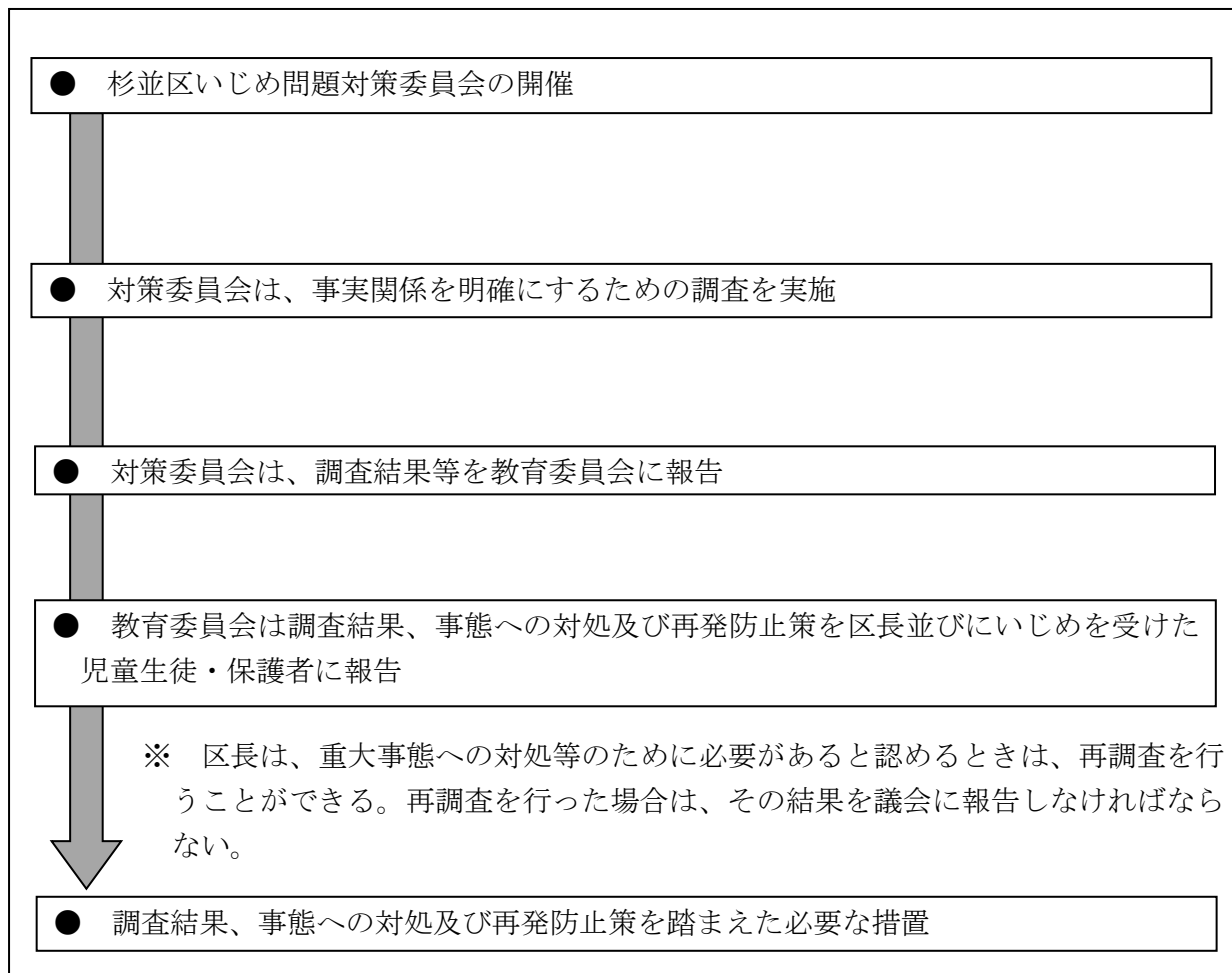 ● 杉並区いじめ問題対策委員会の開催
● 対策委員会は、事実関係を明確にするための調査を実施
● 対策委員会は、調査結果等を教育委員会に報告
● 教育委員会は調査結果、事態への対処及び再発防止策を区長並びにいじめを受けた
児童生徒・保護者に報告
※ 区長は、重大事態への対処等のために必要があると認めるときは、再調査を行
うことができる。再調査を行った場合は、その結果を議会に報告しなければなら
ない。
● 調査結果、事態への対処及び再発防止策を踏まえた必要な措置